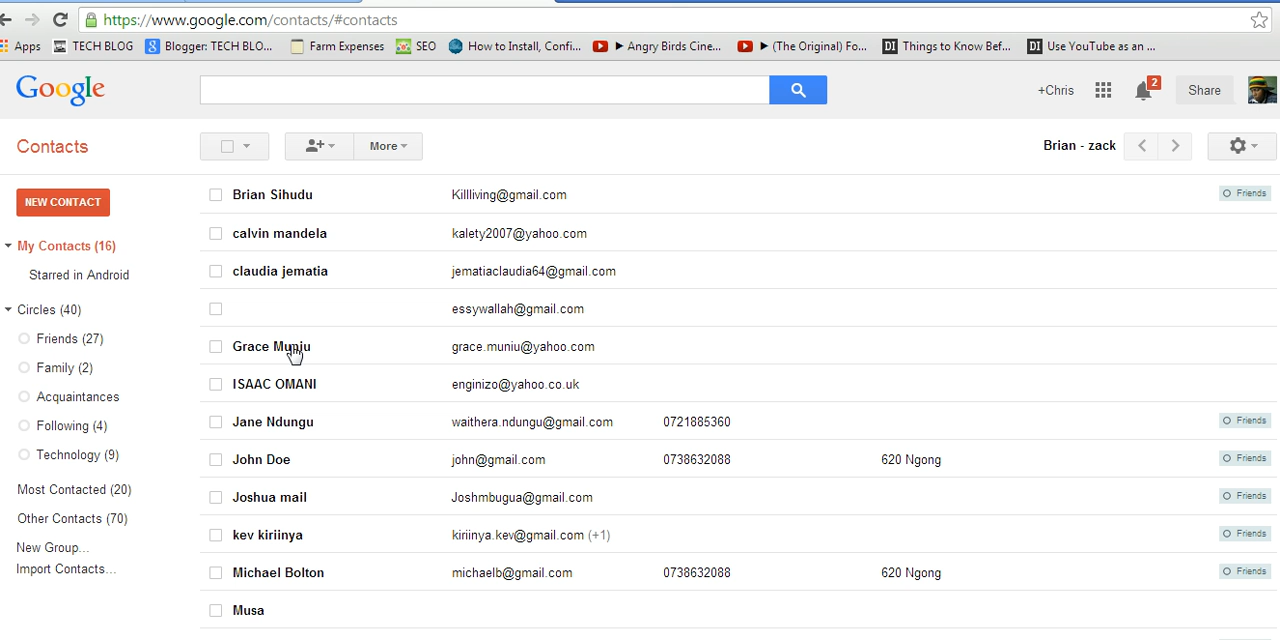 https://www.google.com/contacts/#contacts
Apps TECH BLOG Blogger: TECH BLO... Farm Expenses SEO How to Install, Confi... ► Angry Birds Cine... ► (The Original) Fo... DI Things to Know Bef... DI Use YouTube as an ...
Google +Chris 2 Share
Contacts More Brian - zack
NEW CONTACT
My Contacts (16)
Starred in Android
Circles (40)
Friends (27)
Family (2)
Acquaintances
Following (4)
Technology (9)
Most Contacted (20)
Other Contacts (70)
New Group...
Import Contacts...
Brian Sihudu Killliving@gmail.com Friends
calvin mandela kalety2007@yahoo.com
claudia jematia jematiaclaudia64@gmail.com
essywallah@gmail.com
Grace Muniu grace.muniu@yahoo.com
ISAAC OMANI enginizo@yahoo.co.uk
Jane Ndungu waithera.ndungu@gmail.com 0721885360 Friends
John Doe john@gmail.com 0738632088 620 Ngong Friends
Joshua mail Joshmbugua@gmail.com Friends
kev kiriinya kiriinya.kev@gmail.com (+1) Friends
Michael Bolton michaelb@gmail.com 0738632088 620 Ngong Friends
Musa